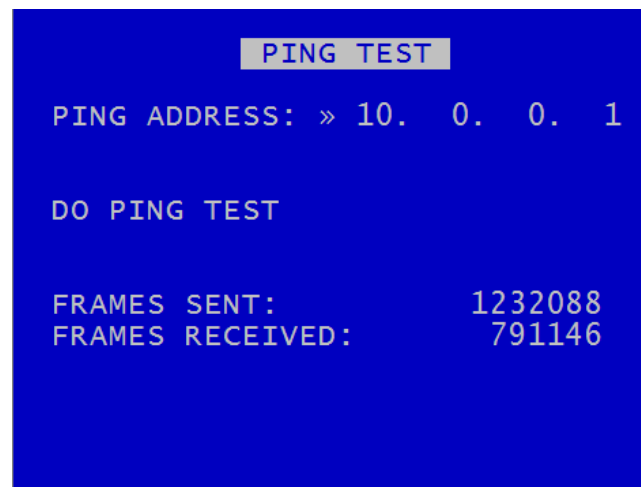 PING TEST
PING ADDRESS: » 10. 0. 0. 1
DO PING TEST
FRAMES SENT: 1232088
FRAMES RECEIVED: 791146